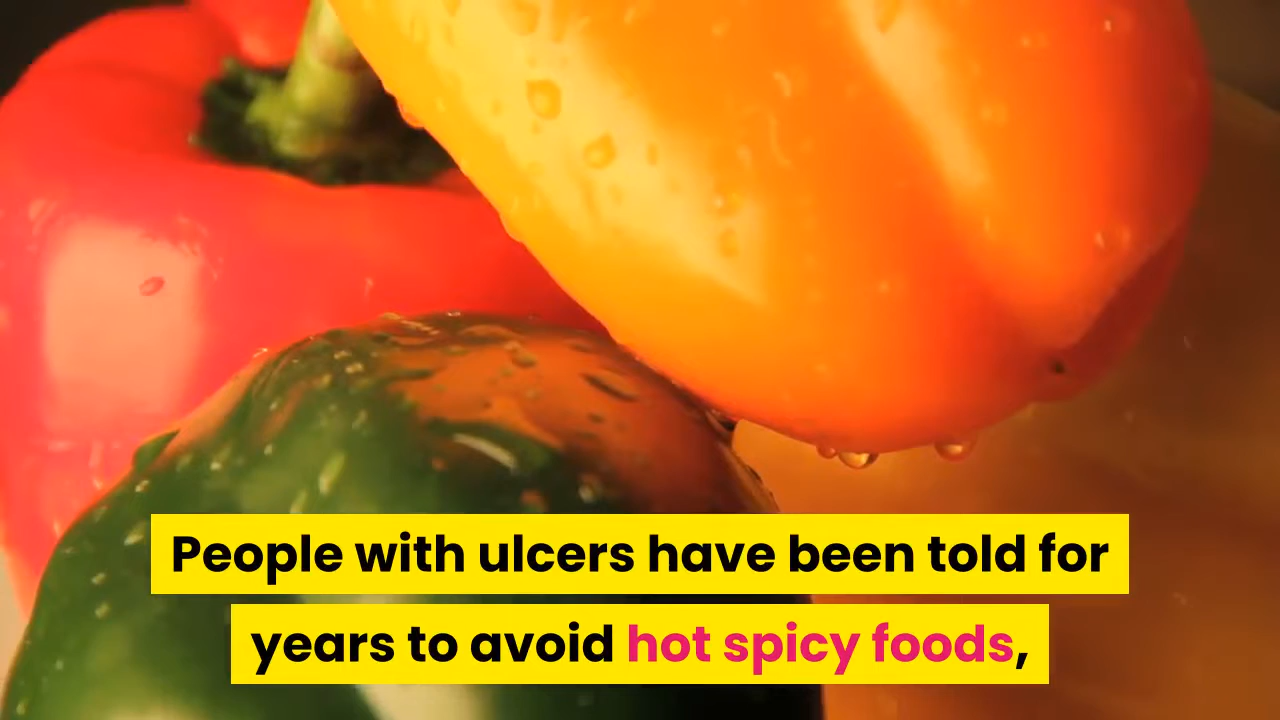 People with ulcers have been told for
years to avoid hot spicy foods,